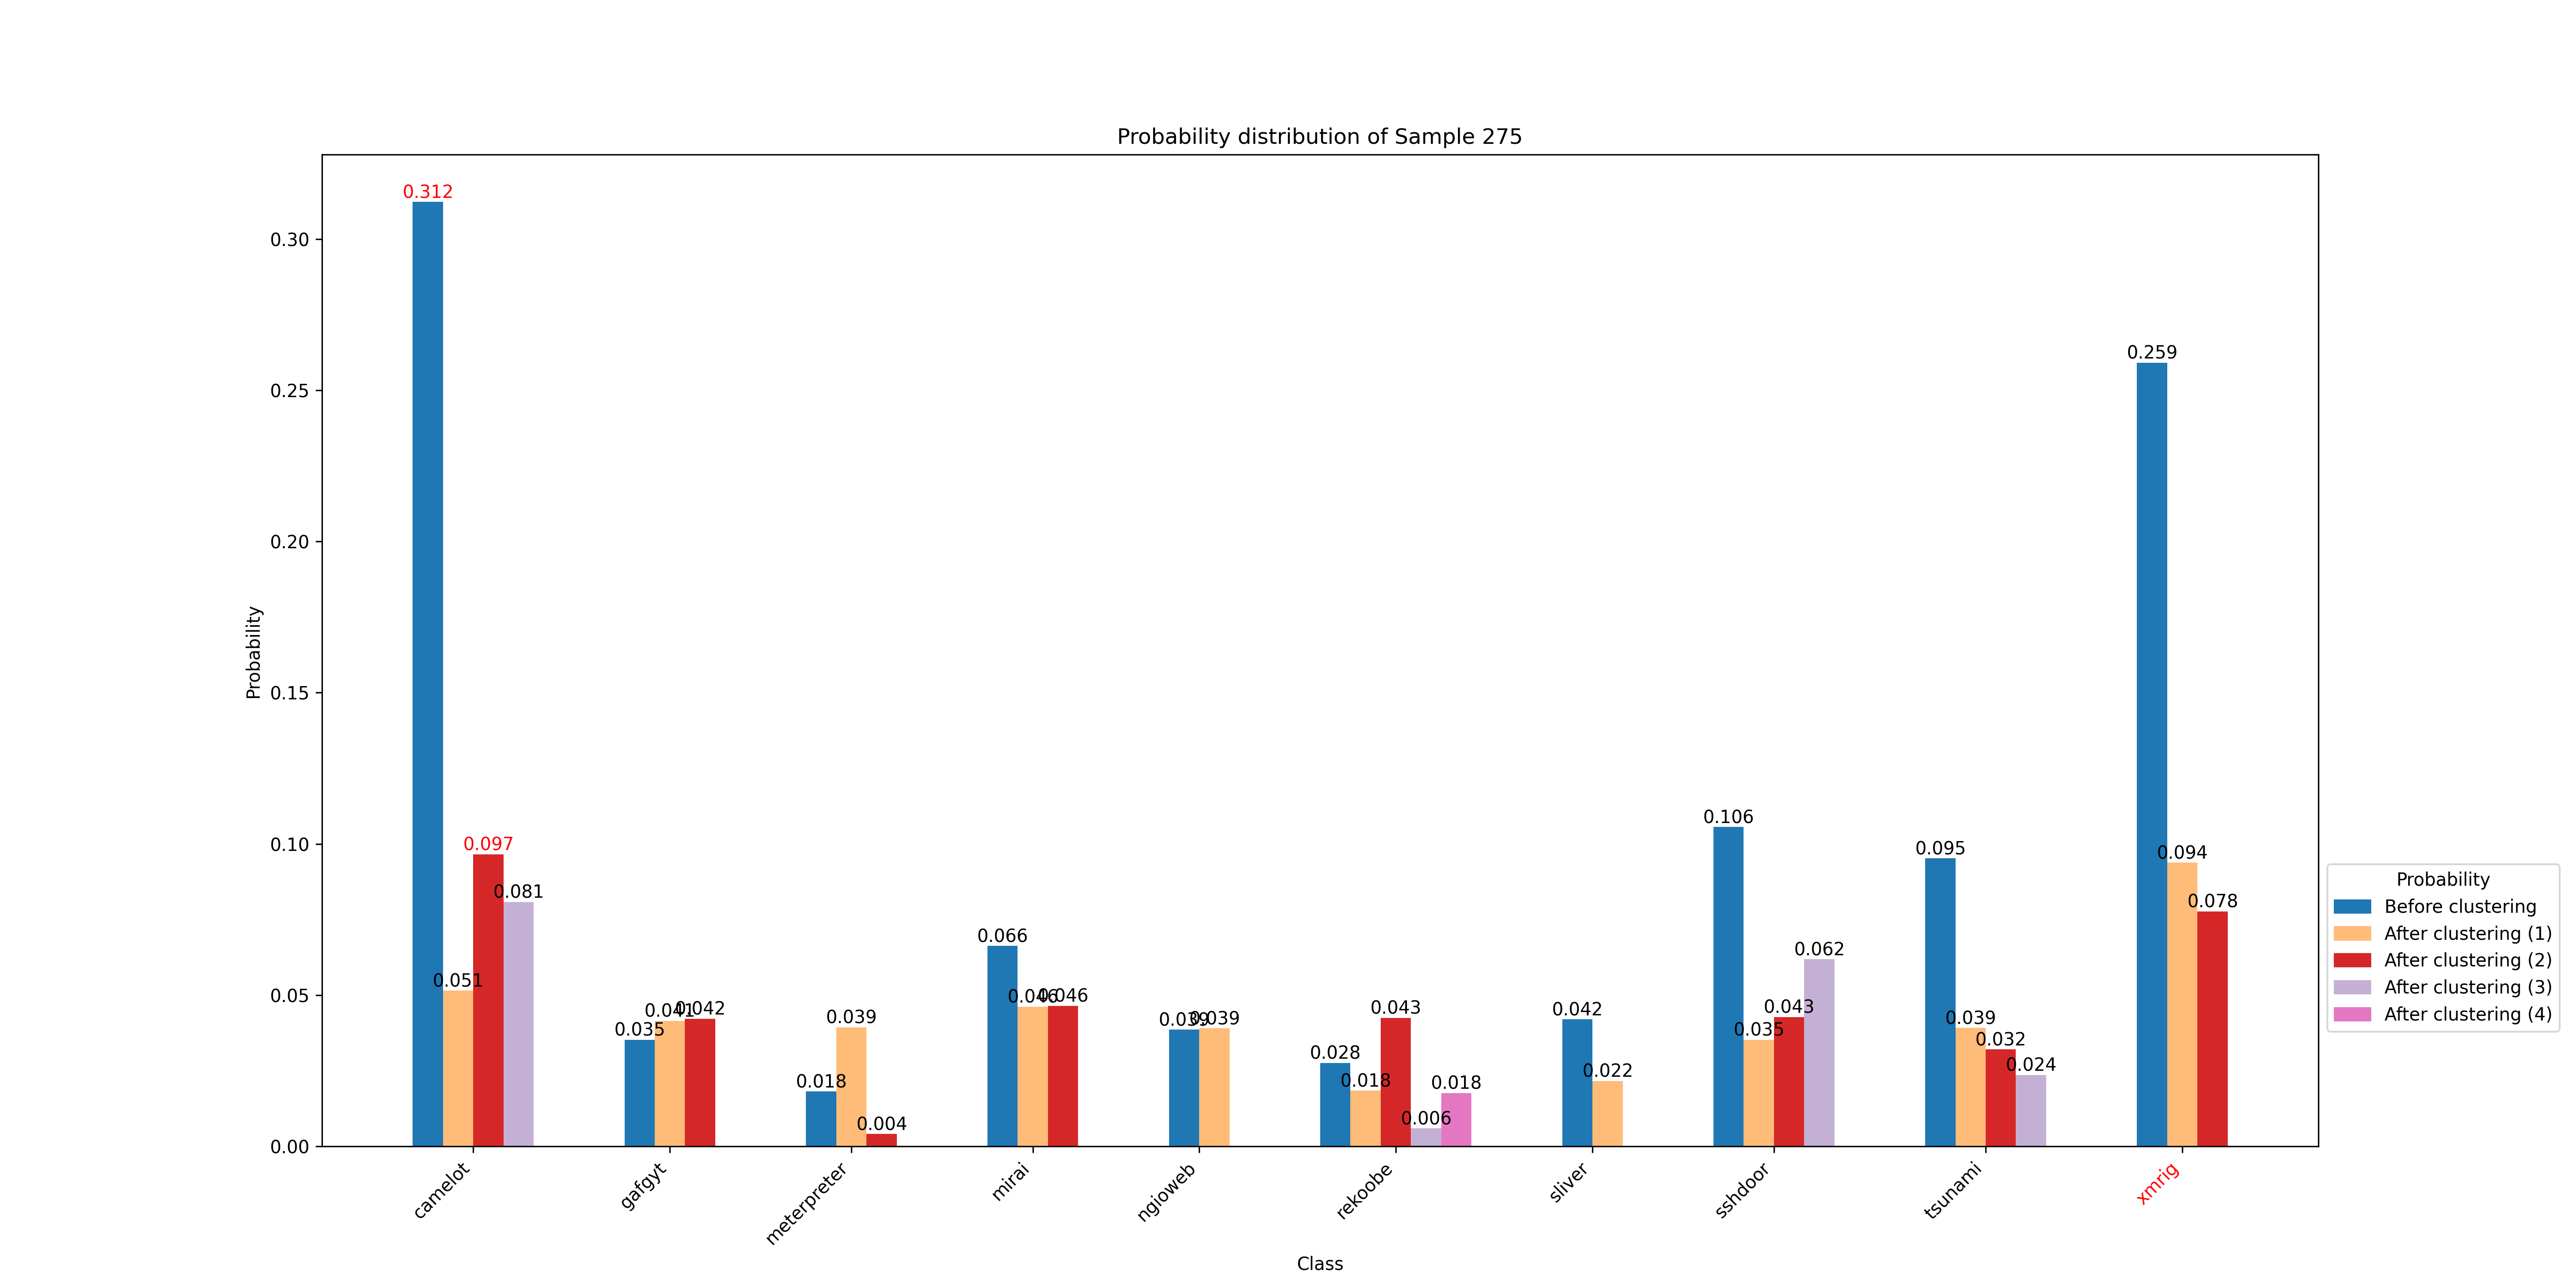 Probability distribution of Sample 275
Probability
0.30
0.25
0.20
0.15
0.10
0.05
0.00
0.312
0.051
0.097
0.081
0.035
0.041
0.042
0.018
0.039
0.004
0.066
0.046
0.046
0.039
0.039
0.028
0.018
0.043
0.006
0.018
0.042
0.022
0.106
0.035
0.043
0.062
0.095
0.039
0.032
0.024
0.259
0.094
0.078
camelot
gafgyt
meterpreter
mirai
ngioweb
rekoobe
sliver
sshdoor
tsunami
xmrig
Class
Probability
Before clustering
After clustering (1)
After clustering (2)
After clustering (3)
After clustering (4)